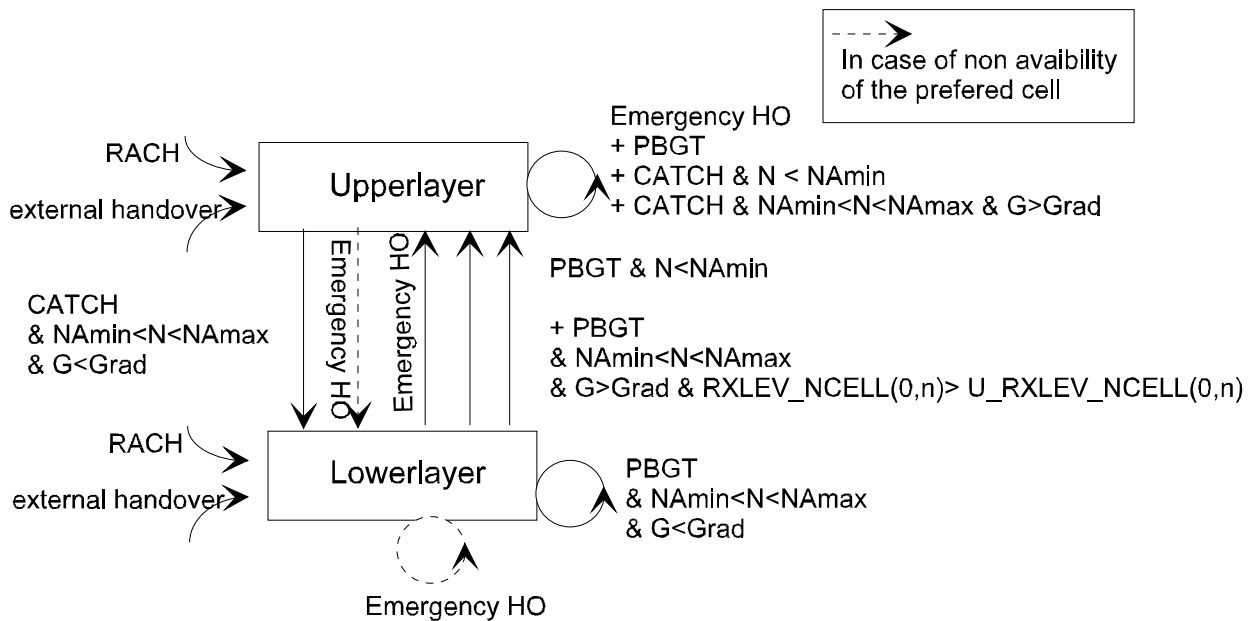 In case of non avaibility
of the prefered cell
Emergency HO
+ PBGT
+ CATCH & N < NAmin
+ CATCH & NAmin<N<NAmax & G>Grad
RACH
external handover
Upperlayer
Emergency HO
Emergency HO
PBGT & N<NAmin
+ PBGT
& NAmin<N<NAmax
& G>Grad & RXLEV_NCELL(0,n)> U_RXLEV_NCELL(0,n)
CATCH
& NAmin<N<NAmax
& G<Grad
RACH
external handover
Lowerlayer
PBGT
& NAmin<N<NAmax
& G<Grad
Emergency HO